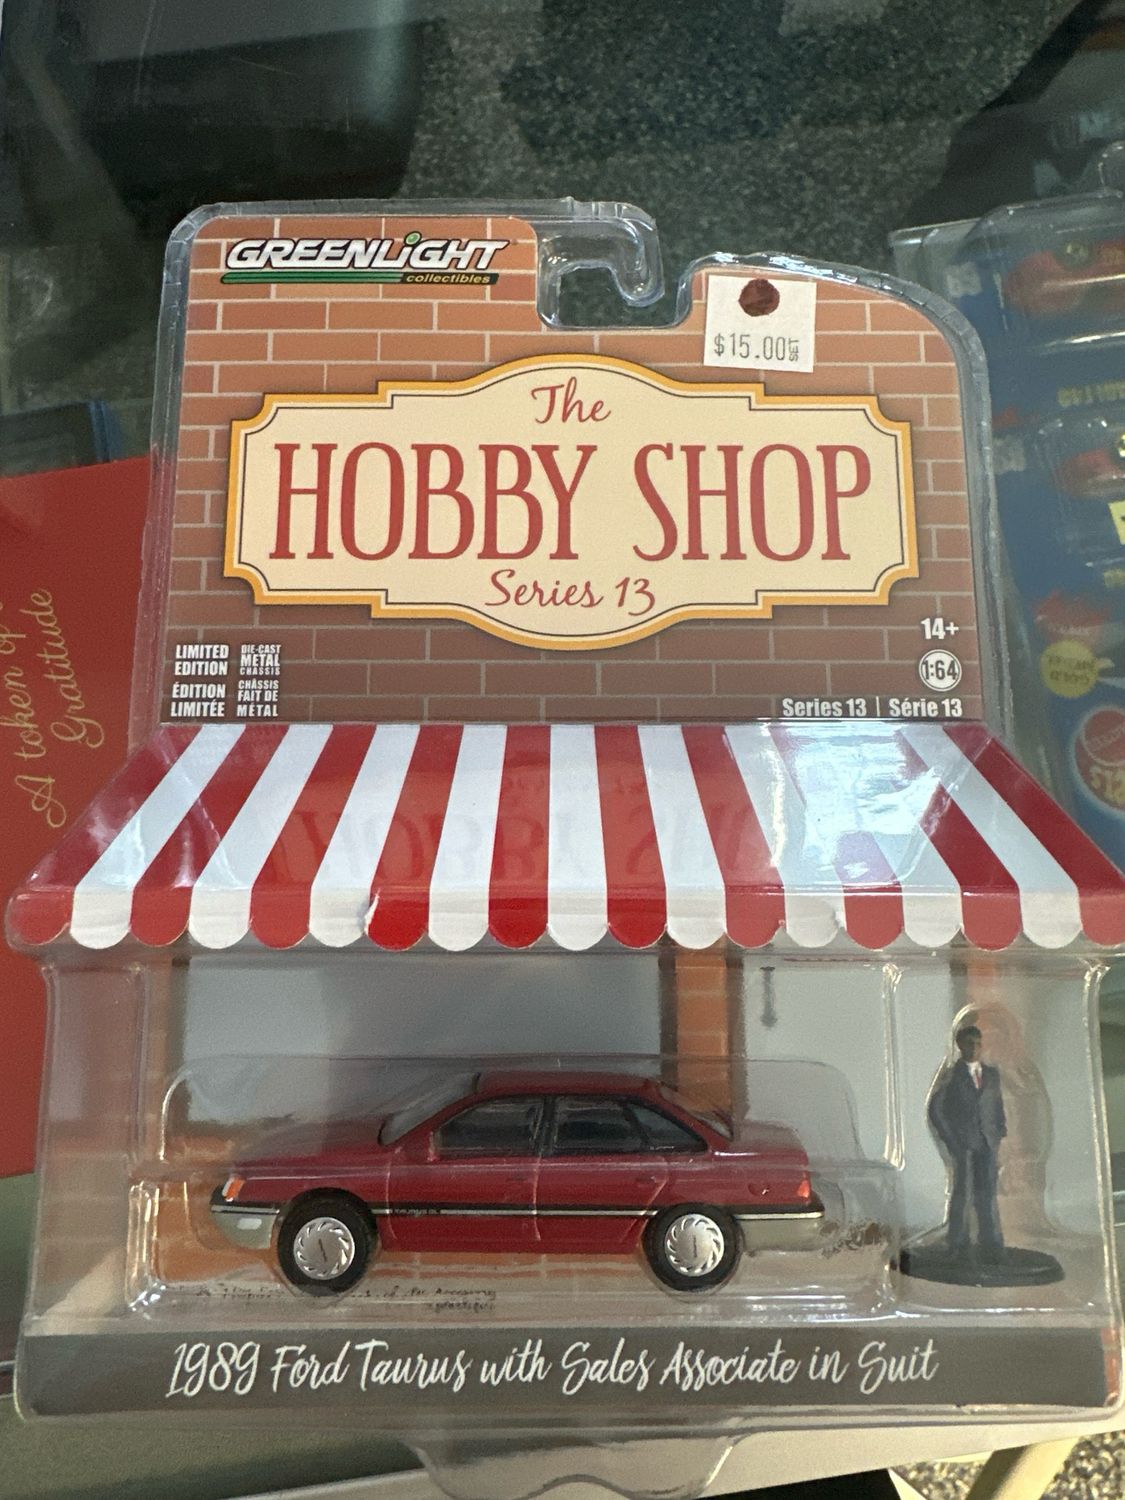 GREENLiGHT
collectibles
$15.00 SET
The
HOBBY SHOP
Series 13
14+
1:64
LIMITED EDITION
DIE-CAST METAL CHASSIS
ÉDITION LIMITÉE
CHÂSSIS FAIT DE MÉTAL
Series 13 | Série 13
A token of
Gratitude
1989 Ford Taurus with Sales Associate in Suit